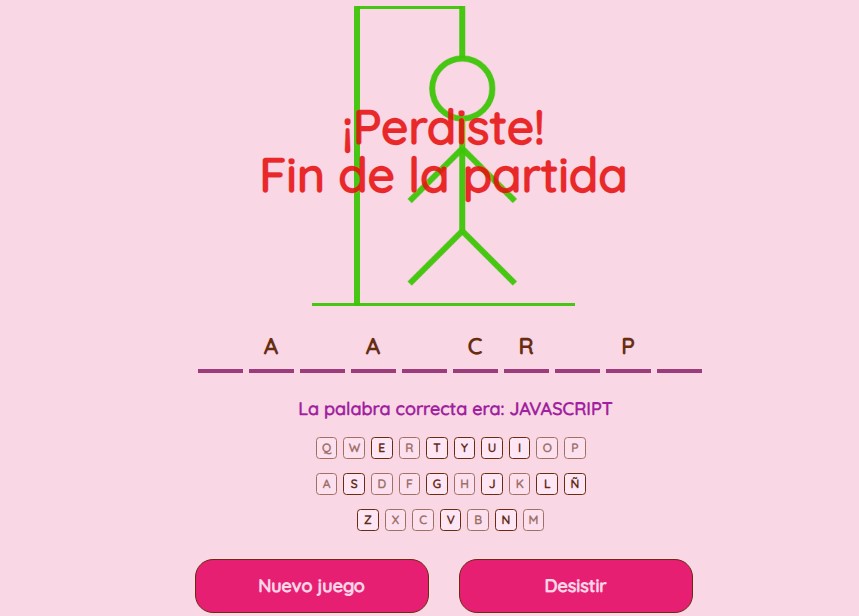 ¡Perdiste!
Fin de la partida
A A C R P
La palabra correcta era: JAVASCRIPT
Q W E R T Y U I O P
A S D F G H J K L Ñ
Z X C V B N M
Nuevo juego Desistir